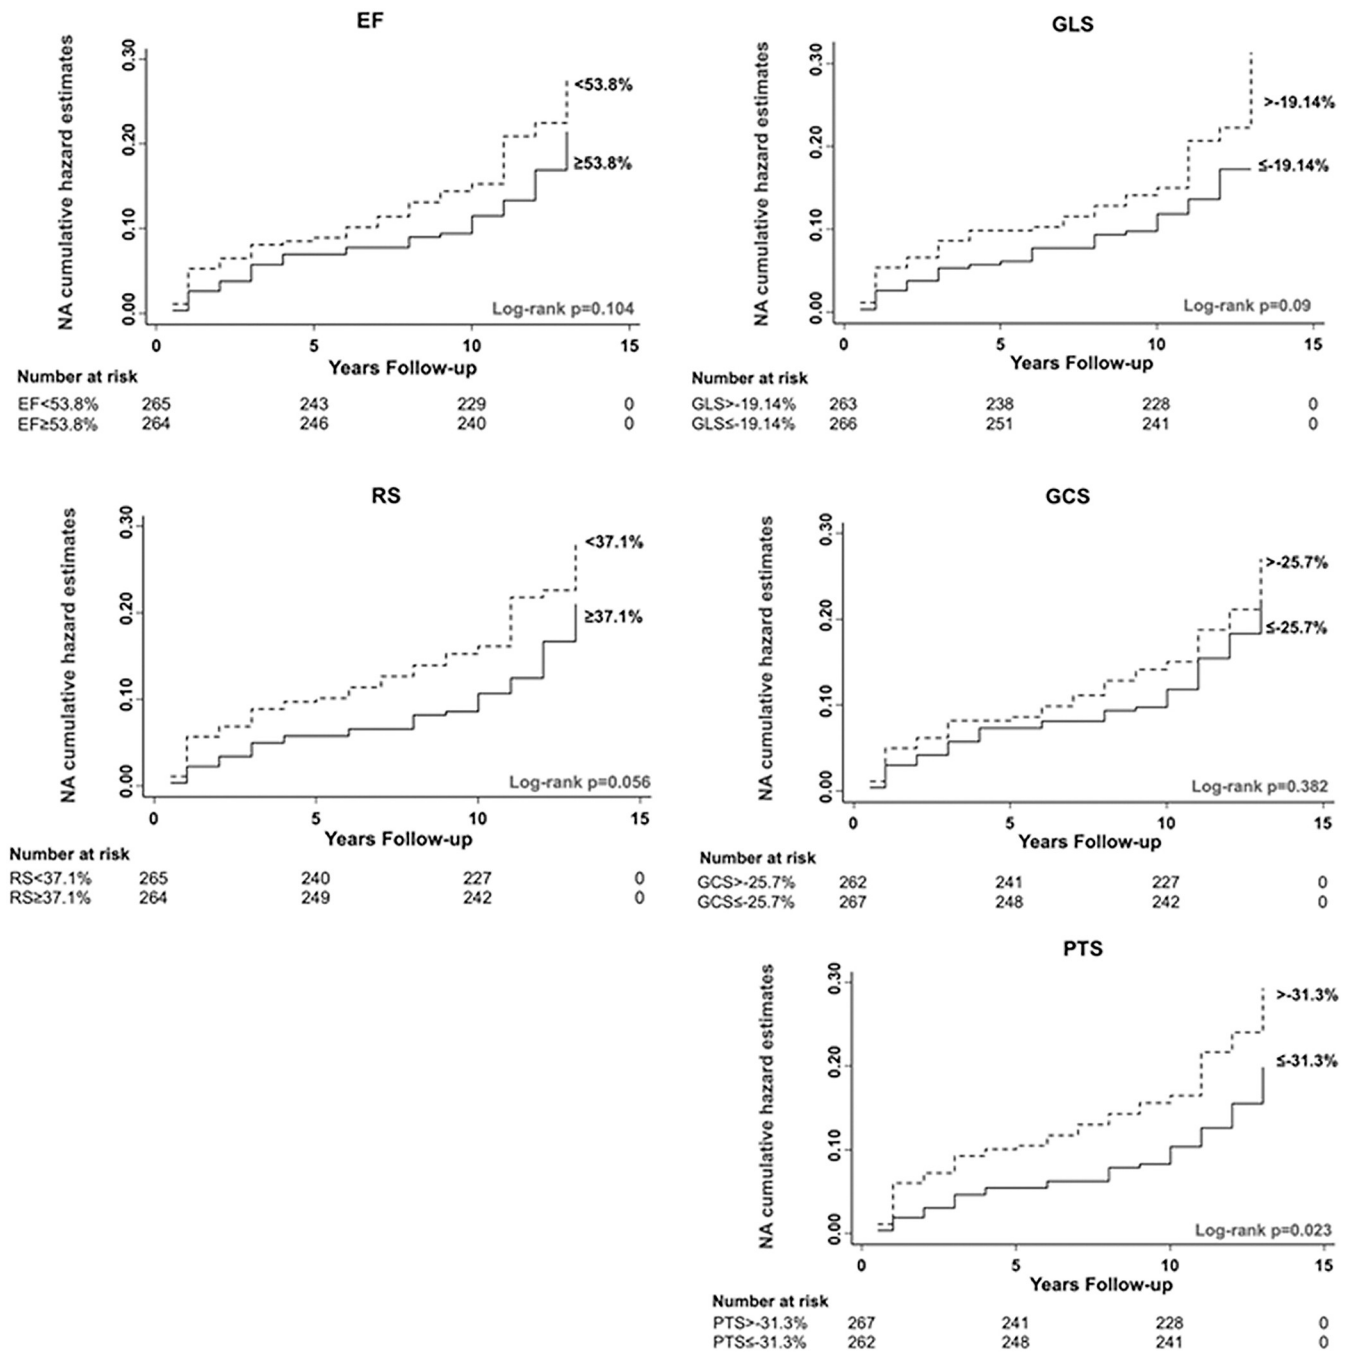 EF
NA cumulative hazard estimates
0.30
0.20
0.10
0.00
<53.8%
≥53.8%
Log-rank p=0.104
0 5 10 15
Years Follow-up
Number at risk
EF<53.8% 265 243 229 0
EF≥53.8% 264 246 240 0
GLS
NA cumulative hazard estimates
0.30
0.20
0.10
0.00
>-19.14%
≤-19.14%
Log-rank p=0.09
0 5 10 15
Years Follow-up
Number at risk
GLS>-19.14% 263 238 228 0
GLS≤-19.14% 266 251 241 0
RS
NA cumulative hazard estimates
0.30
0.20
0.10
0.00
<37.1%
≥37.1%
Log-rank p=0.056
0 5 10 15
Years Follow-up
Number at risk
RS<37.1% 265 240 227 0
RS≥37.1% 264 249 242 0
GCS
NA cumulative hazard estimates
0.30
0.20
0.10
0.00
>-25.7%
≤-25.7%
Log-rank p=0.382
0 5 10 15
Years Follow-up
Number at risk
GCS>-25.7% 262 241 227 0
GCS≤-25.7% 267 248 242 0
PTS
NA cumulative hazard estimates
0.30
0.20
0.10
0.00
>-31.3%
≤-31.3%
Log-rank p=0.023
0 5 10 15
Years Follow-up
Number at risk
PTS>-31.3% 267 241 228 0
PTS≤-31.3% 262 248 241 0